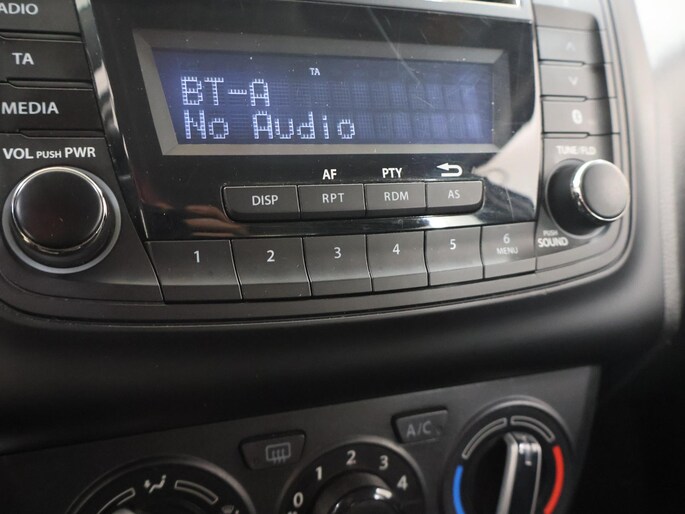 RADIO
TA
MEDIA
VOL PUSH PWR
TA
BT-A
No Audio
AF PTY
DISP RPT RDM AS
1 2 3 4 5 6
MENU
TUNE/FLD
PUSH
SOUND
A/C
0 1 2 3 4